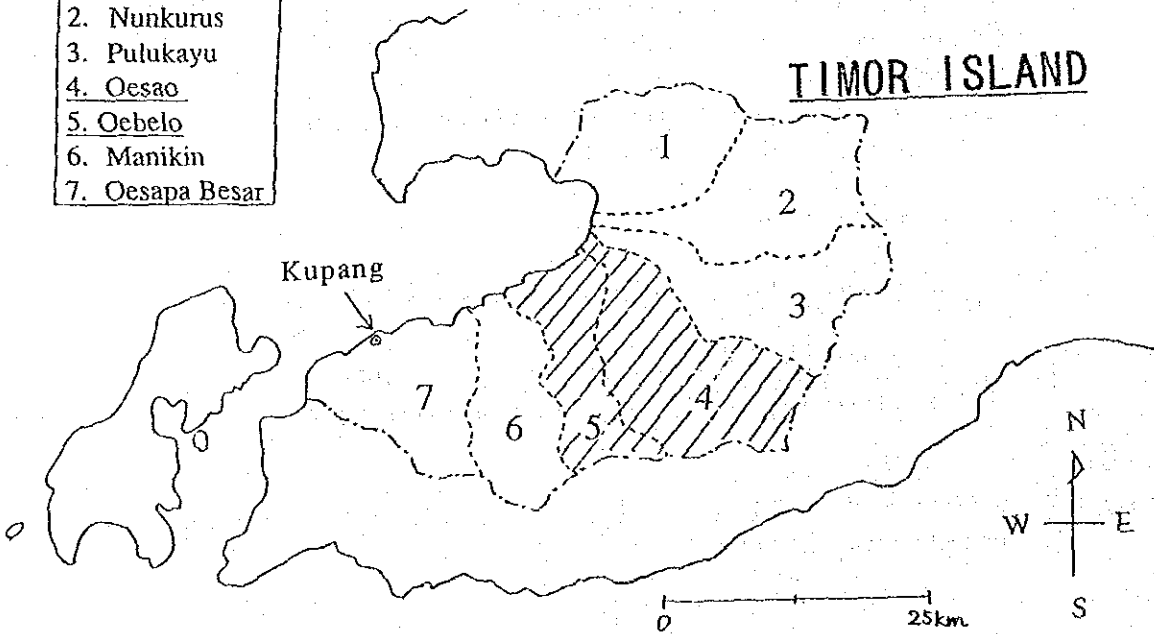 2. Nunkurus
3. Pulukayu
4. Oesao
5. Oebelo
6. Manikin
7. Oesapa Besar
TIMOR ISLAND
1
2
Kupang
3
7
6
5
4
N
W
E
S
0
25km